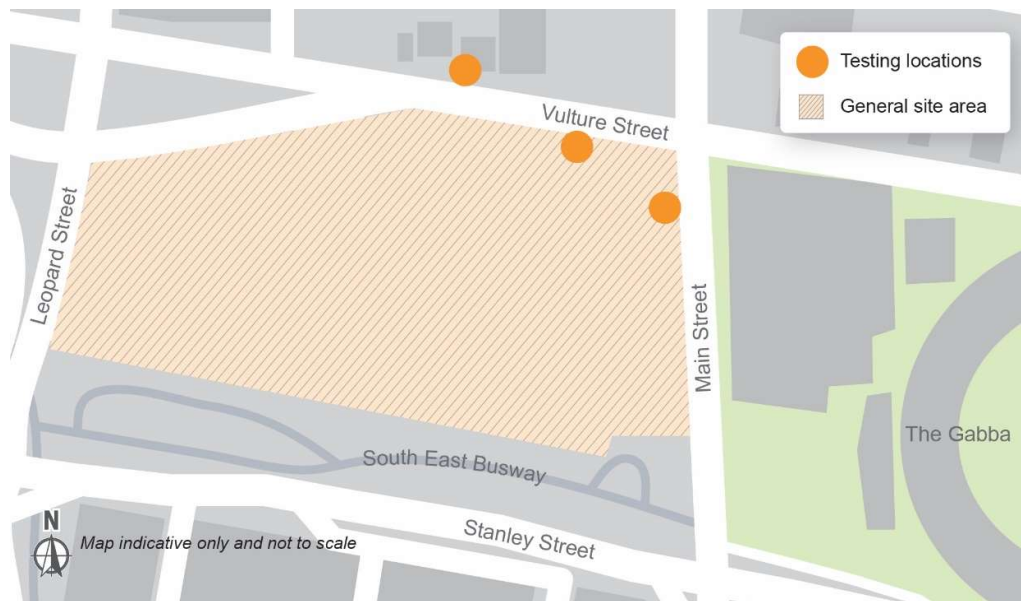 Testing locations
General site area
Vulture Street
Leopard Street
Main Street
The Gabba
South East Busway
Stanley Street
N
Map indicative only and not to scale